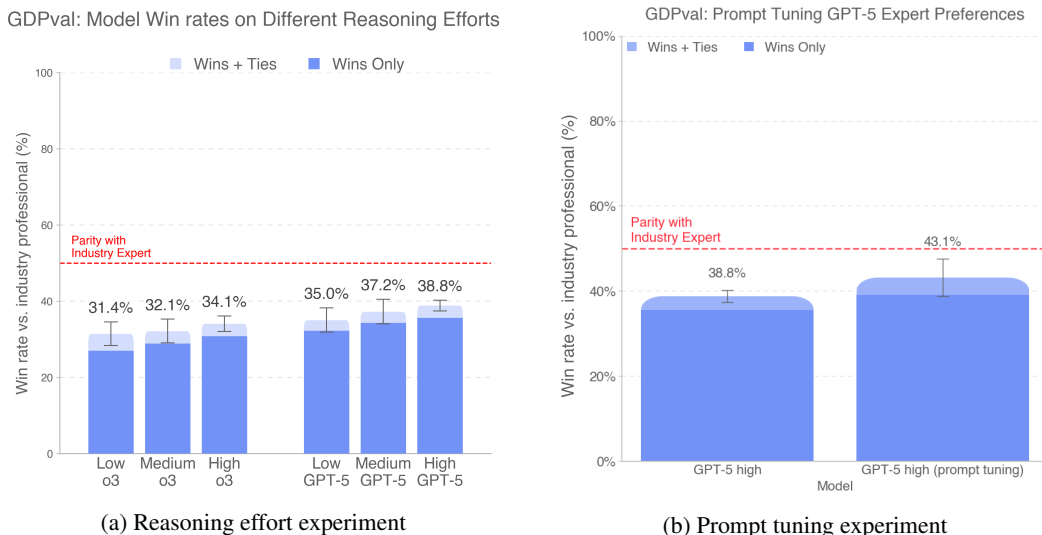 GDPval: Model Win rates on Different Reasoning Efforts
Wins + Ties
Wins Only
Win rate vs. industry professional (%)
100
80
60
40
20
0
Parity with
Industry Expert
31.4%
32.1%
34.1%
35.0%
37.2%
38.8%
Low
o3
Medium
o3
High
o3
Low
GPT-5
Medium
GPT-5
High
GPT-5
(a) Reasoning effort experiment
GDPval: Prompt Tuning GPT-5 Expert Preferences
Wins + Ties
Wins Only
Win rate vs. industry professional (%)
100%
80%
60%
40%
20%
0%
Parity with
Industry Expert
38.8%
43.1%
GPT-5 high
GPT-5 high (prompt tuning)
Model
(b) Prompt tuning experiment